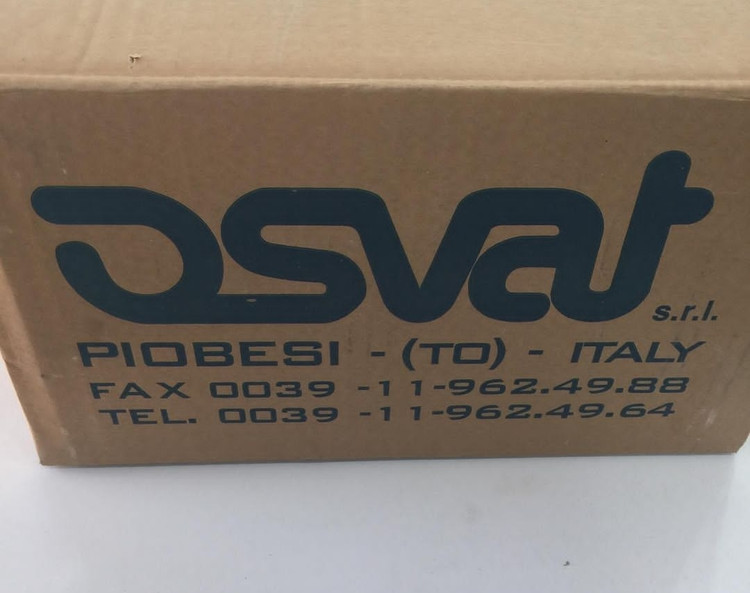 osvat
s.r.l.
PIOBESI - (TO) - ITALY
FAX 0039 -11-962.49.88
TEL. 0039 -11-962.49.64